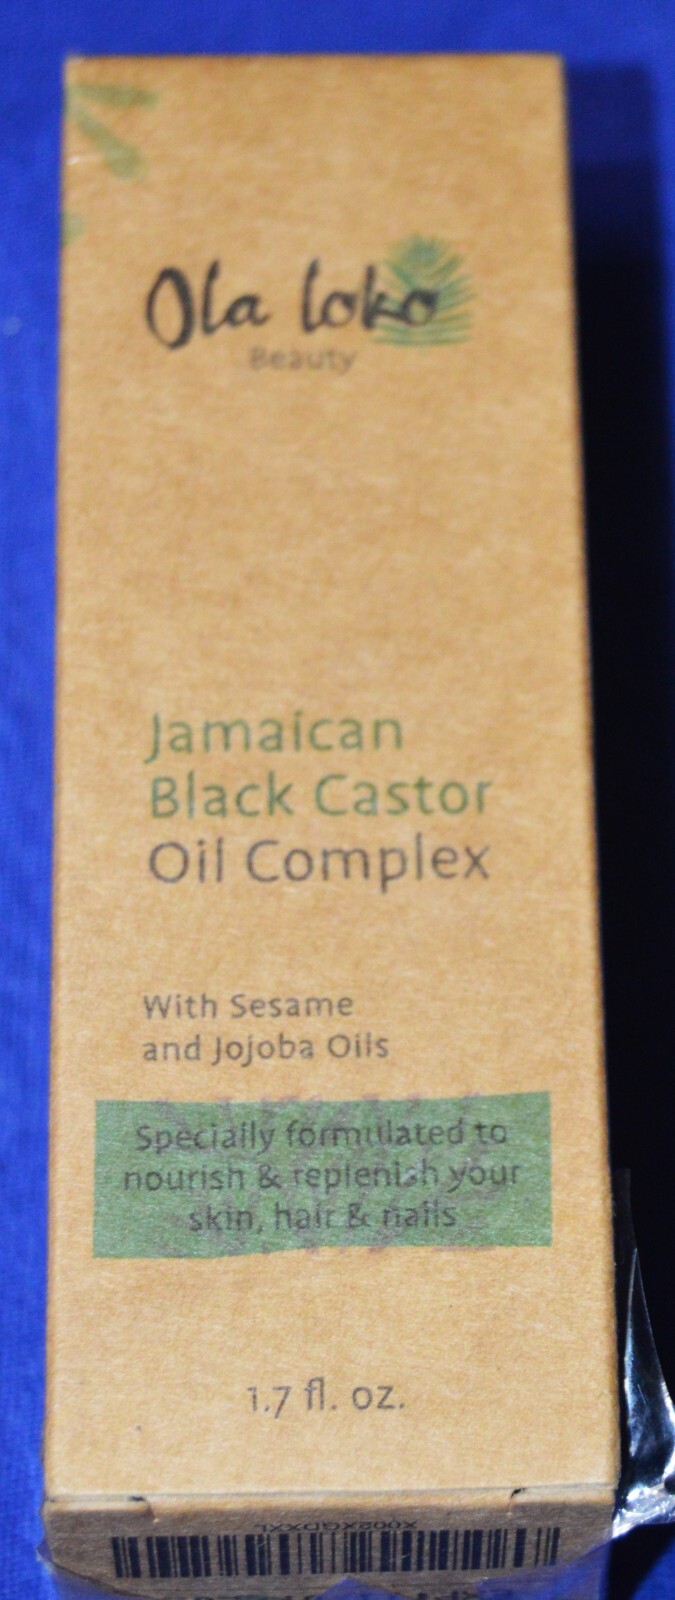 Ola loko
Beauty
Jamaican
Black Castor
Oil Complex
With Sesame
and Jojoba Oils
Specially formulated to
nourish & replenish your
skin, hair & nails
1.7 fl. oz.
X002XGDXXL